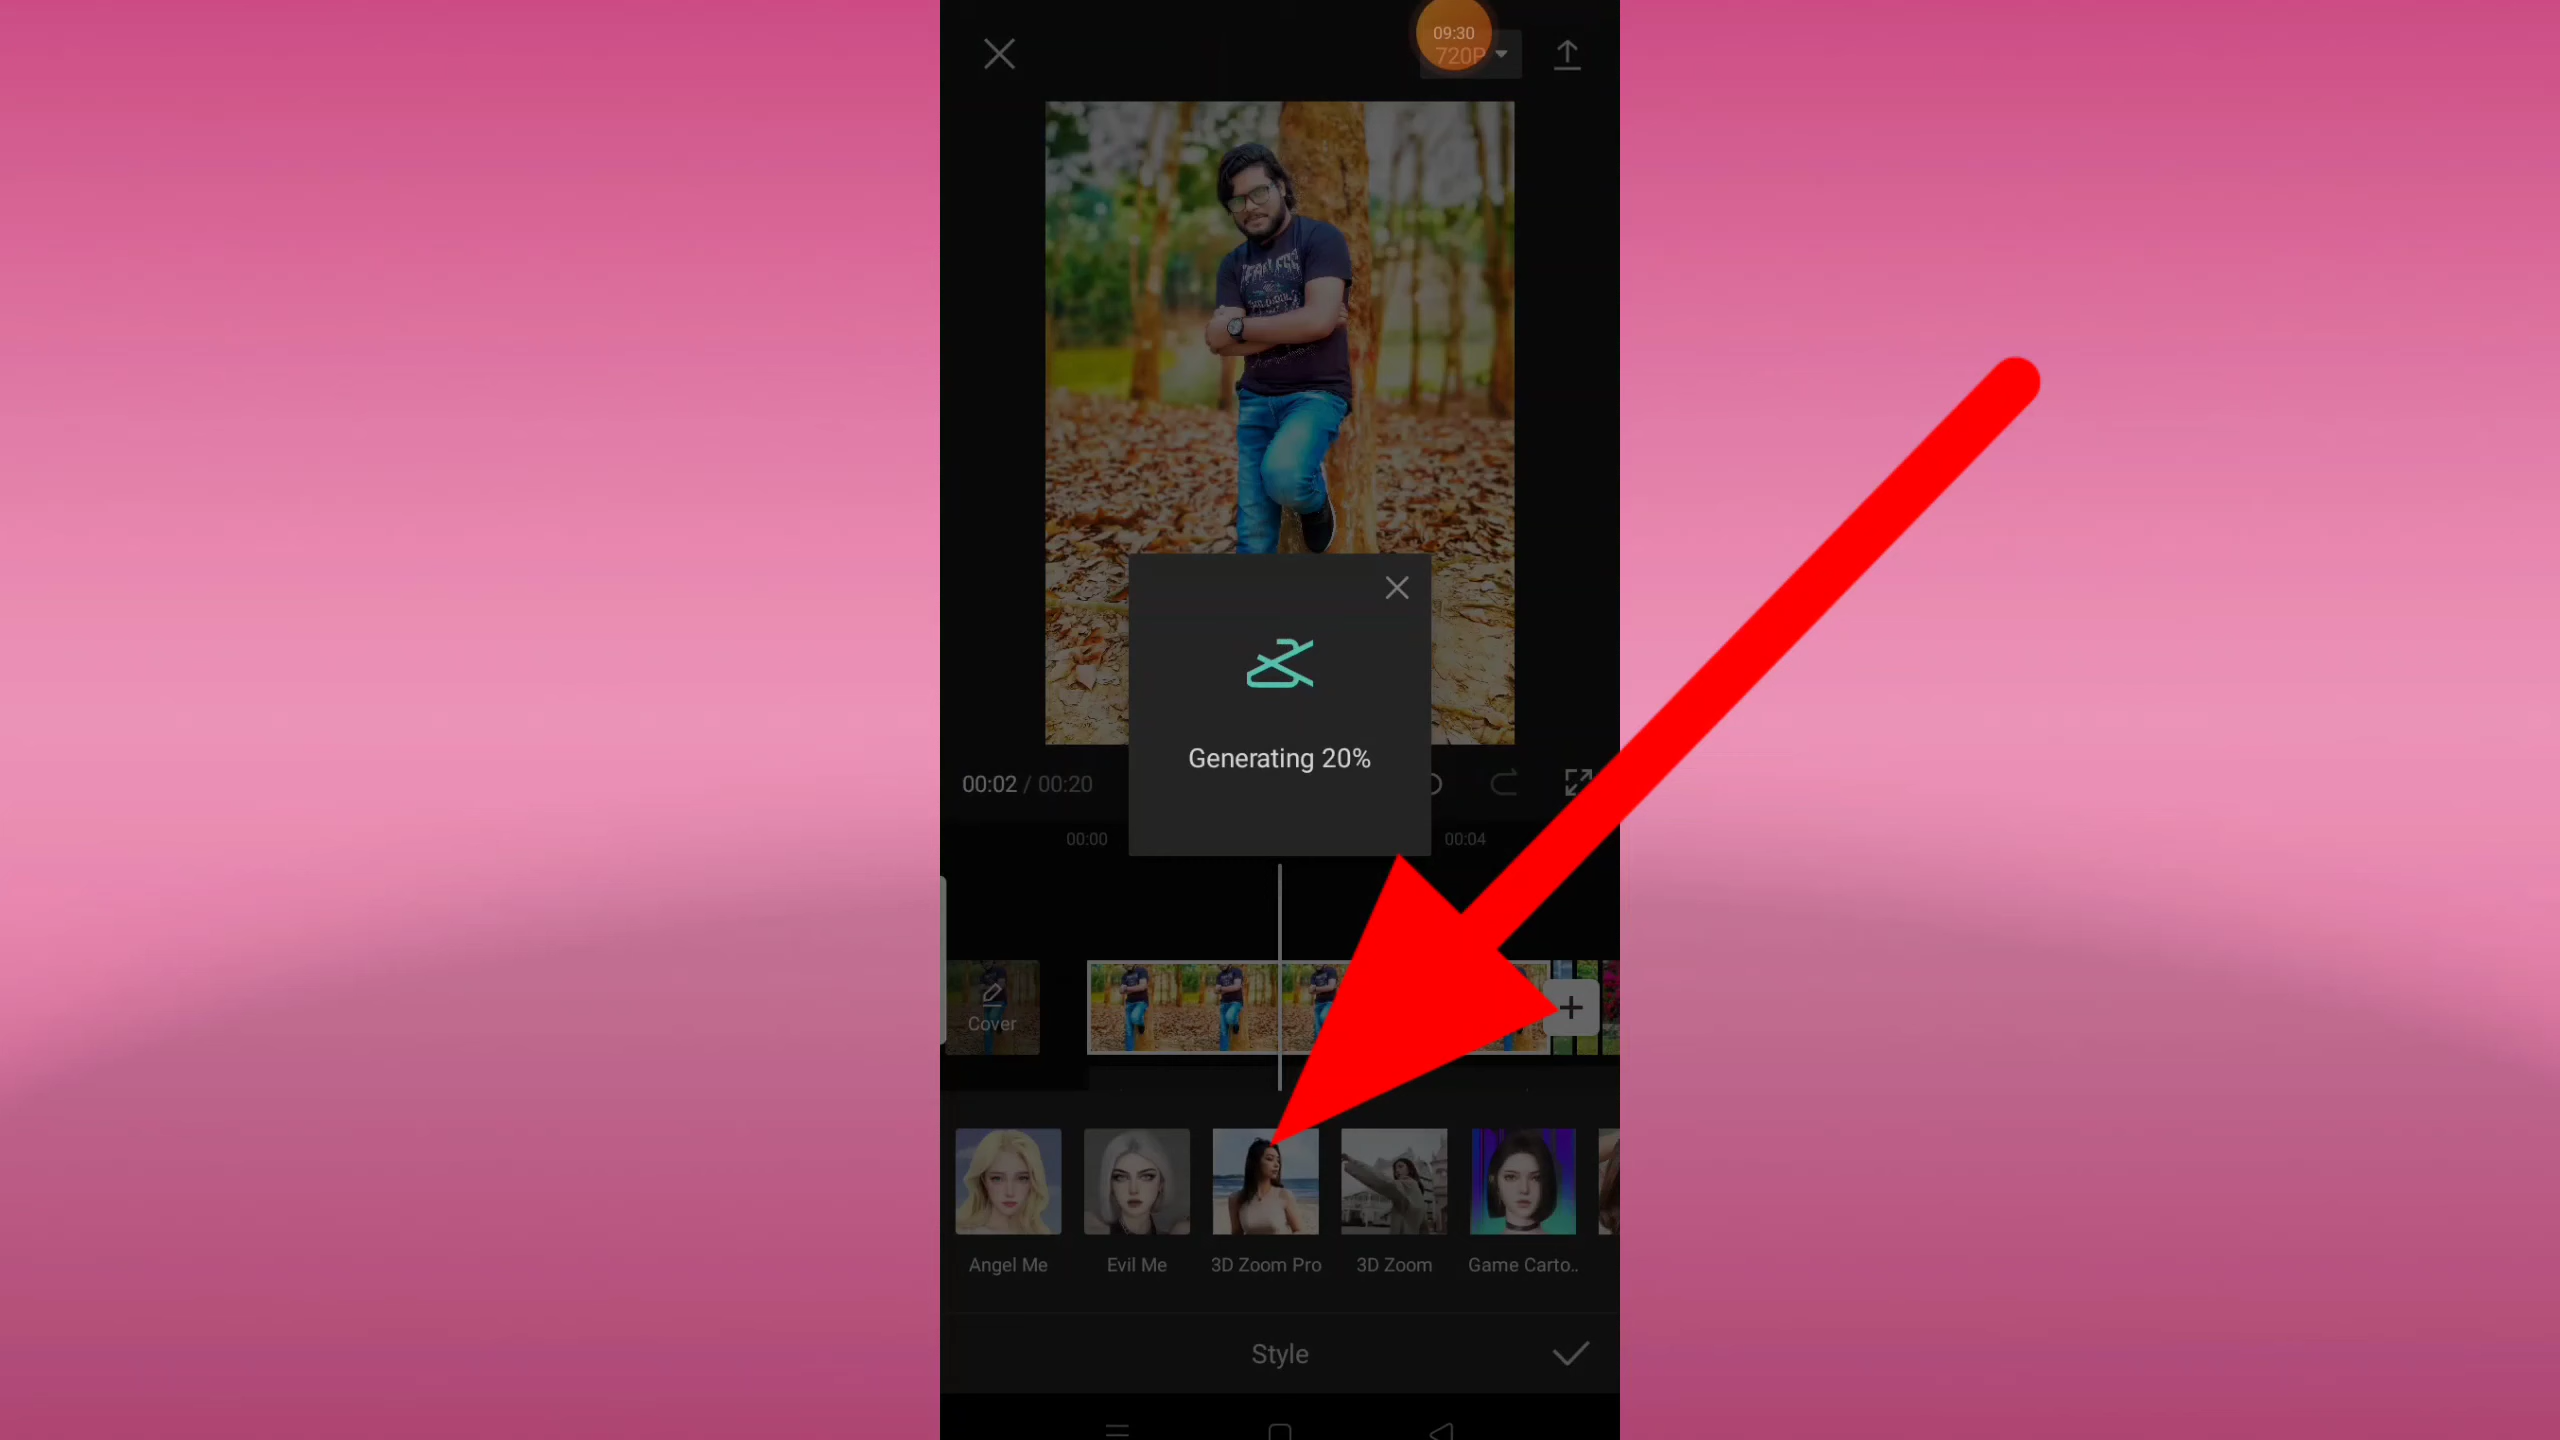 09:30
720P
FEARLESS
Generating 20%
00:02 / 00:20
00:00
00:04
Cover
Angel Me
Evil Me
3D Zoom Pro
3D Zoom
Game Carto..
Style